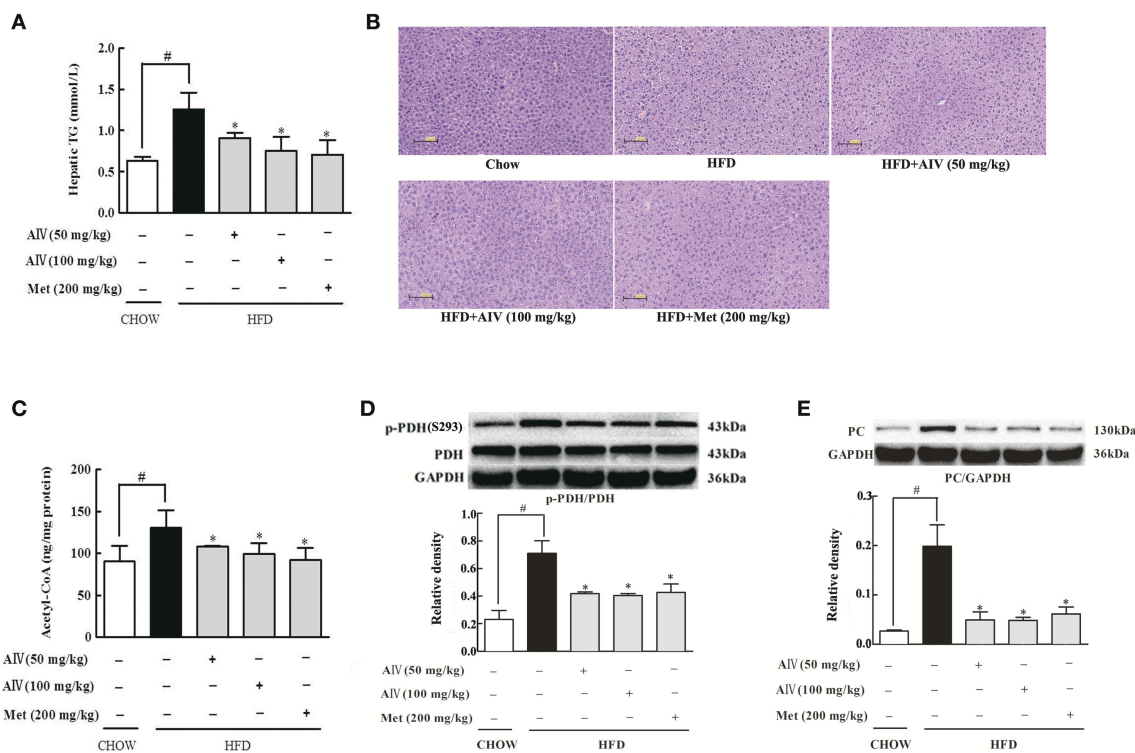 A
Hepatic TG (mmol/L)
2.0
1.5
1.0
0.5
0.0
#
*
*
*
AⅣ (50 mg/kg) – – + – –
AⅣ (100 mg/kg) – – – + –
Met (200 mg/kg) – – – – +
CHOW HFD
B
Chow HFD HFD+AIV (50 mg/kg)
HFD+AIV (100 mg/kg) HFD+Met (200 mg/kg)
C
Acetyl-CoA (ng/mg protein)
200
150
100
50
0
#
*
*
*
AⅣ (50 mg/kg) – – + – –
AⅣ (100 mg/kg) – – – + –
Met (200 mg/kg) – – – – +
CHOW HFD
D
p-PDH(S293) 43kDa
PDH 43kDa
GAPDH 36kDa
p-PDH/PDH
Relative density
1.0
0.8
0.6
0.4
0.2
0.0
#
*
*
*
AⅣ (50 mg/kg) – – + – –
AⅣ (100 mg/kg) – – – + –
Met (200 mg/kg) – – – – +
CHOW HFD
E
PC 130kDa
GAPDH 36kDa
PC/GAPDH
Relative density
0.3
0.2
0.1
0.0
#
*
*
*
AⅣ (50 mg/kg) – – + – –
AⅣ (100 mg/kg) – – – + –
Met (200 mg/kg) – – – – +
CHOW HFD